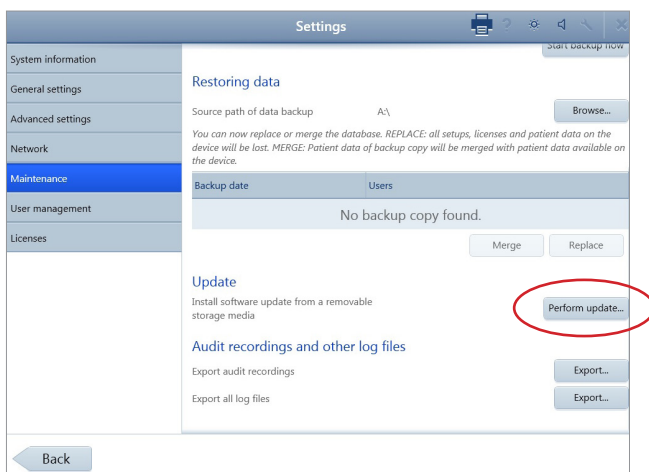 Settings
?
System information
General settings
Advanced settings
Network
Maintenance
User management
Licenses
Start backup now
Restoring data
Source path of data backup A:\ Browse...
You can now replace or merge the database. REPLACE: all setups, licenses and patient data on the
device will be lost. MERGE: Patient data of backup copy will be merged with patient data available on
the device.
Backup date Users
No backup copy found.
Merge Replace
Update
Install software update from a removable
storage media
Perform update...
Audit recordings and other log files
Export audit recordings Export...
Export all log files Export...
Back